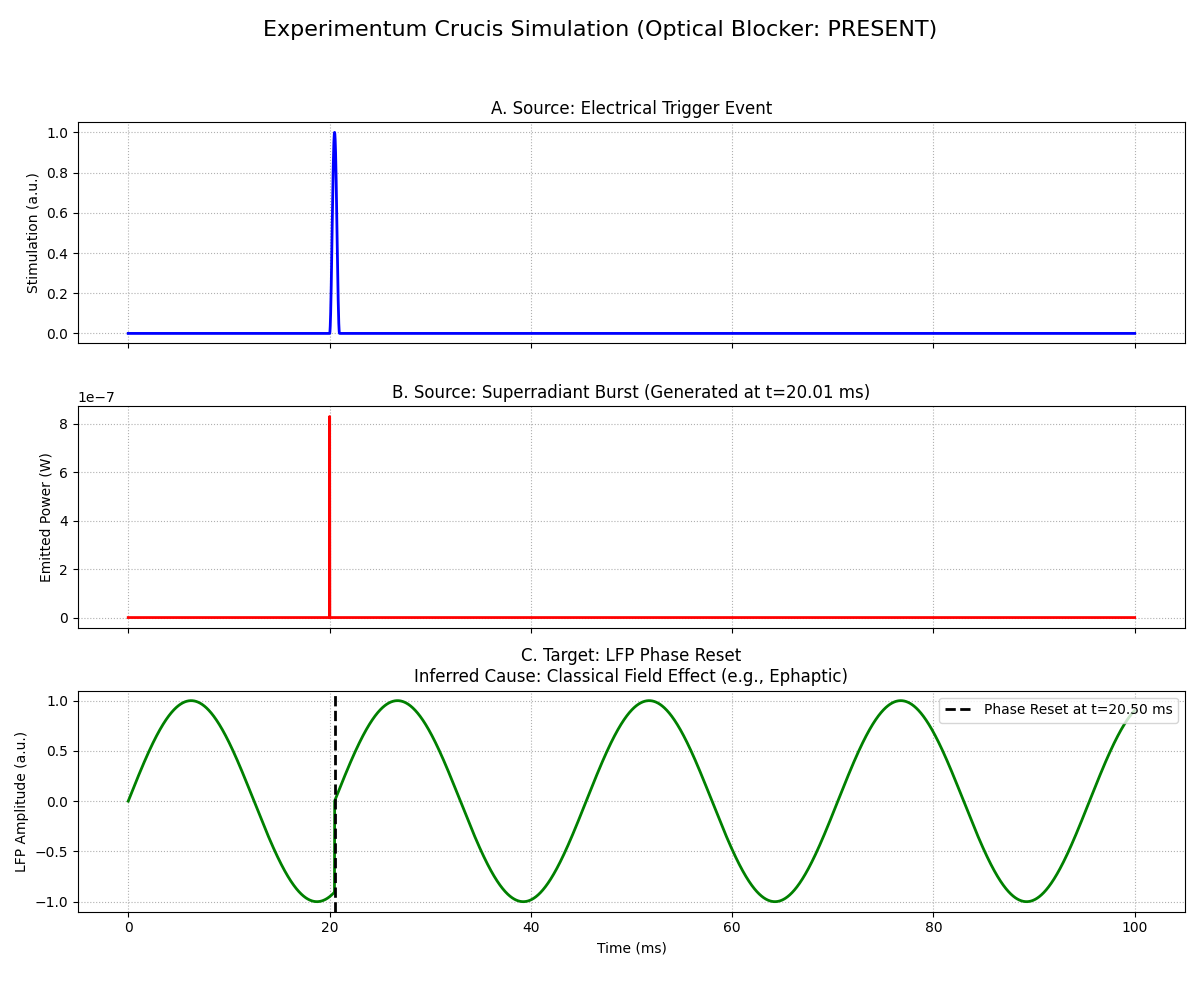 Experimentum Crucis Simulation (Optical Blocker: PRESENT)
A. Source: Electrical Trigger Event
Stimulation (a.u.)
1.0
0.8
0.6
0.4
0.2
0.0
B. Source: Superradiant Burst (Generated at t=20.01 ms)
1e−7
Emitted Power (W)
8
6
4
2
0
C. Target: LFP Phase Reset
Inferred Cause: Classical Field Effect (e.g., Ephaptic)
LFP Amplitude (a.u.)
1.0
0.5
0.0
−0.5
−1.0
Phase Reset at t=20.50 ms
0 20 40 60 80 100
Time (ms)